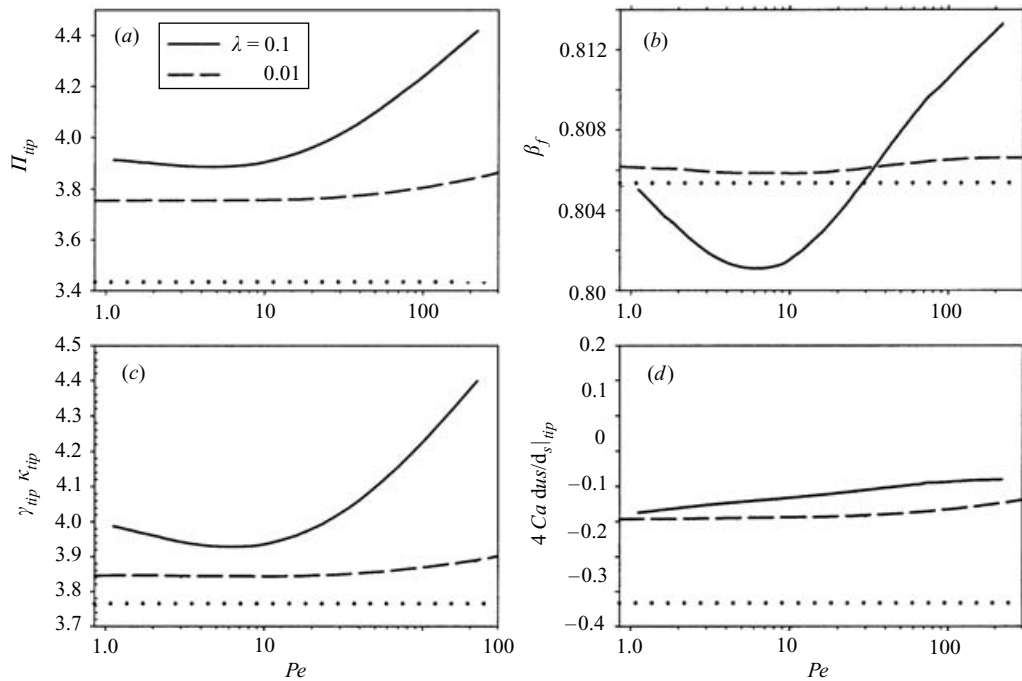 (a)
λ = 0.1
0.01
4.4
4.2
4.0
3.8
3.6
3.4
Π_tip
1.0 10 100
(b)
0.812
0.808
0.804
0.80
β_f
1.0 10 100
(c)
4.5
4.4
4.3
4.2
4.1
4.0
3.9
3.8
3.7
γ_tip κ_tip
1.0 10 100
Pe
(d)
0.2
0.1
0
−0.1
−0.2
−0.3
−0.4
4 Ca dus/d_s|_tip
1.0 10 100
Pe